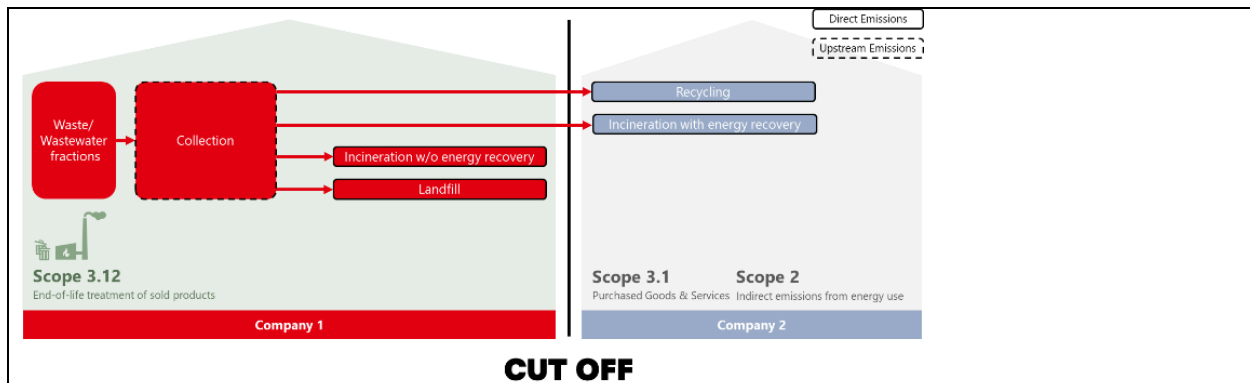 Direct Emissions
Upstream Emissions
Waste/
Wastewater
fractions
Collection
Recycling
Incineration with energy recovery
Incineration w/o energy recovery
Landfill
Scope 3.12
End-of-life treatment of sold products
Scope 3.1
Purchased Goods & Services
Scope 2
Indirect emissions from energy use
Company 1
Company 2
CUT OFF